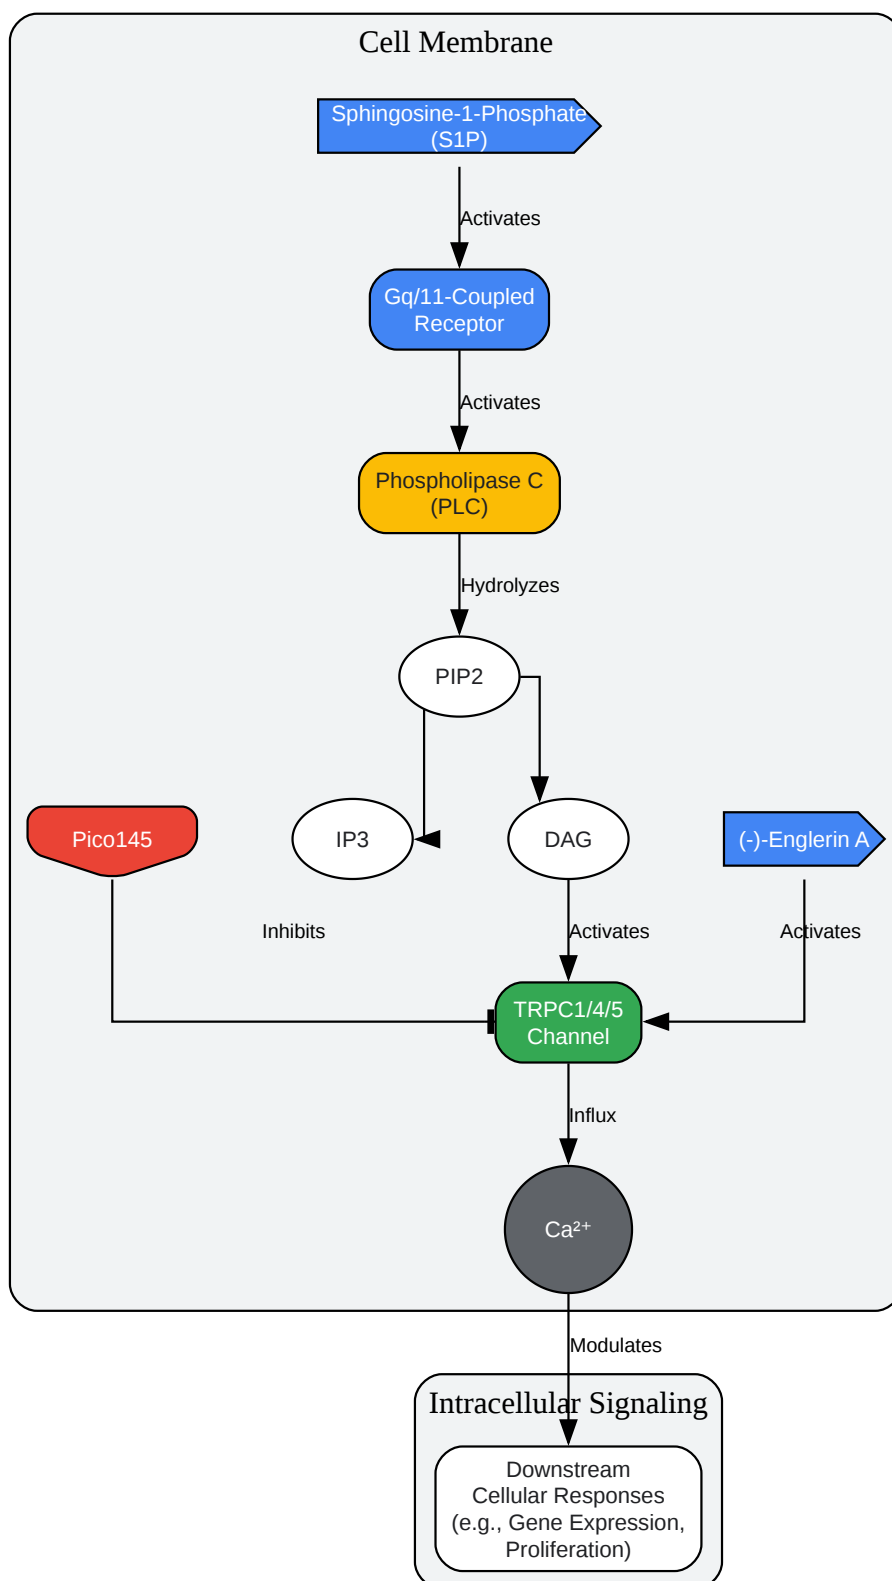 Cell Membrane
Sphingosine-1-Phosphate
(S1P)
Activates
Gq/11-Coupled
Receptor
Activates
Phospholipase C
(PLC)
Hydrolyzes
PIP2
Pico145
IP3
DAG
(-)-Englerin A
Inhibits
Activates
Activates
TRPC1/4/5
Channel
Influx
Ca²⁺
Modulates
Intracellular Signaling
Downstream
Cellular Responses
(e.g., Gene Expression,
Proliferation)